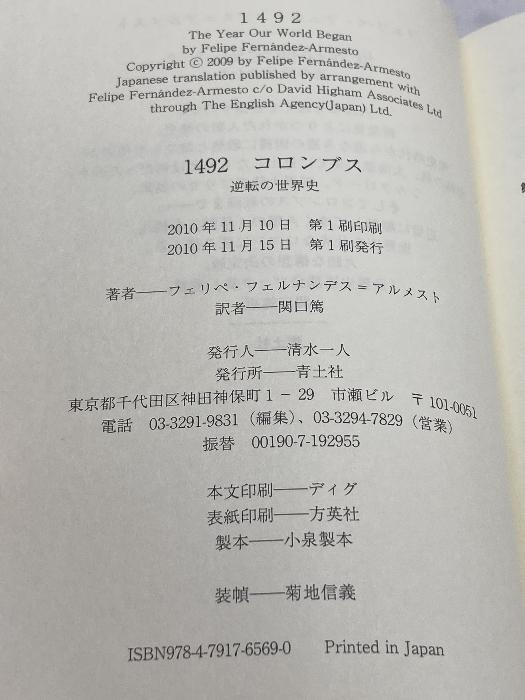 1492
The Year Our World Began
by Felipe Fernández-Armesto
Copyright © 2009 by Felipe Fernández-Armesto
Japanese translation published by arrangement with
Felipe Fernández-Armesto c/o David Higham Associates Ltd
through The English Agency(Japan) Ltd.
1492 コロンブス
逆転の世界史
2010年11月10日 第1刷印刷
2010年11月15日 第1刷発行
著者――フェリペ・フェルナンデス＝アルメスト
訳者――関口篤
発行人――清水一人
発行所――青土社
東京都千代田区神田神保町1－29 市瀬ビル 〒101-0051
電話 03-3291-9831（編集）、03-3294-7829（営業）
振替 00190-7-192955
本文印刷――ディグ
表紙印刷――方英社
製本――小泉製本
装幀――菊地信義
ISBN978-4-7917-6569-0 Printed in Japan